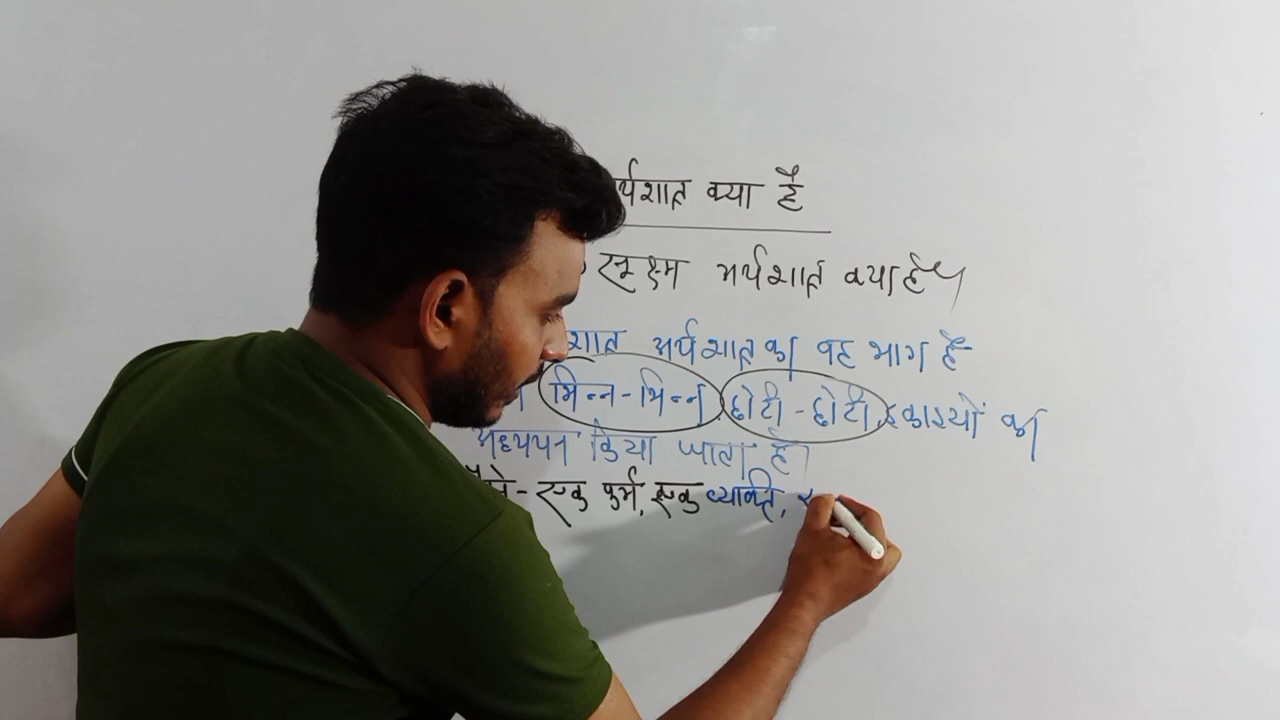 र्थशात्र क्या है
सूक्ष्म अर्थशात्र क्या है
शात्र अर्थशात्र का वह भाग है
भिन्न-भिन्न छोटी-छोटी इकाइयों का
अध्ययन किया जाता है।
जैसे- एक फर्म, एक व्यक्ति,